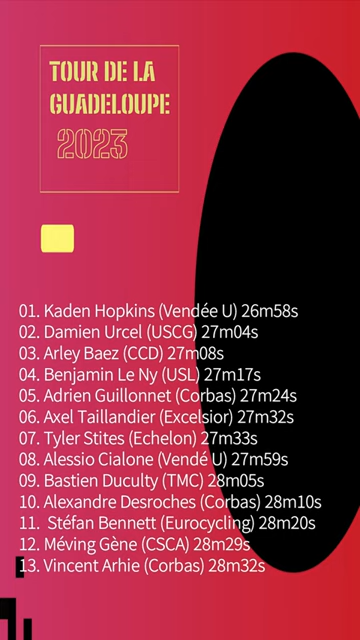 TOUR DE LA
GUADELOUPE
2023
01. Kaden Hopkins (Vendée U) 26m58s
02. Damien Urcel (USCG) 27m04s
03. Arley Baez (CCD) 27m08s
04. Benjamin Le Ny (USL) 27m17s
05. Adrien Guillonnet (Corbas) 27m24s
06. Axel Taillandier (Excelsior) 27m32s
07. Tyler Stites (Echelon) 27m33s
08. Alessio Cialone (Vendé U) 27m59s
09. Bastien Duculty (TMC) 28m05s
10. Alexandre Desroches (Corbas) 28m10s
11. Stéfan Bennett (Eurocycling) 28m20s
12. Méving Gène (CSCA) 28m29s
13. Vincent Arhie (Corbas) 28m32s